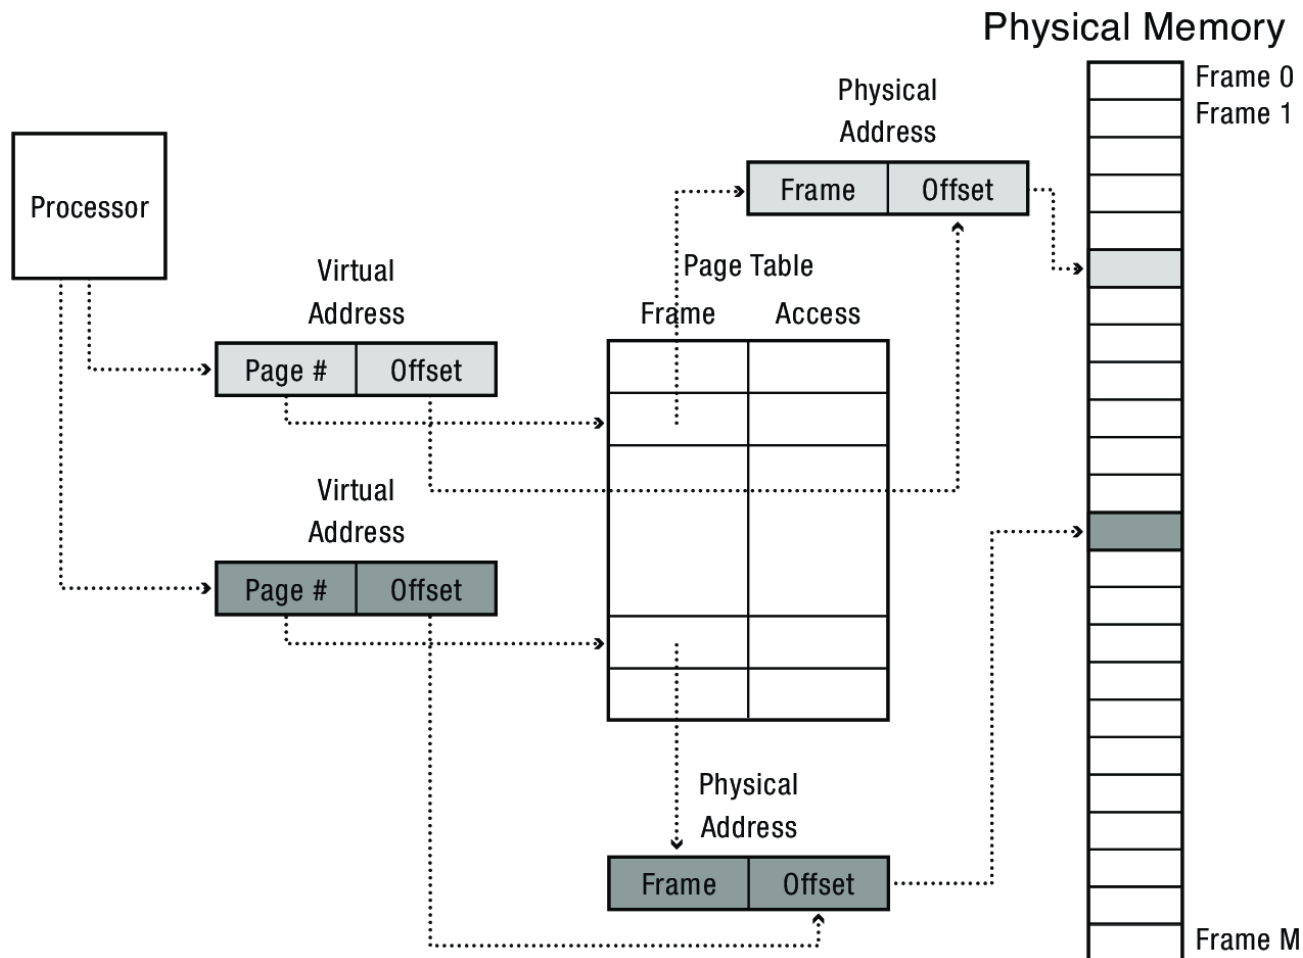 Physical Memory
Frame 0
Frame 1
Physical
Address
Frame Offset
Processor
Virtual
Address
Page # Offset
Page Table
Frame Access
Virtual
Address
Page # Offset
Physical
Address
Frame Offset
Frame M